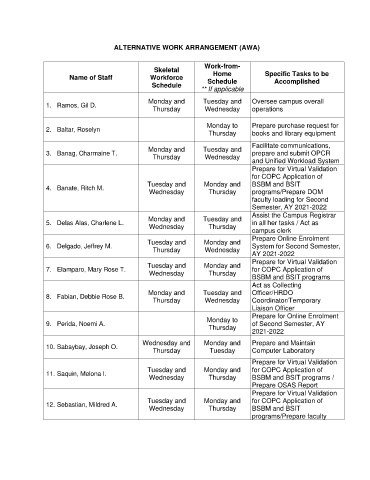 ALTERNATIVE WORK ARRANGEMENT (AWA)
Name of Staff
Skeletal
Workforce
Schedule
Work-from-
Home
Schedule
** If applicable
Specific Tasks to be
Accomplished
1. Ramos, Gil D.
Monday and
Thursday
Tuesday and
Wednesday
Oversee campus overall
operations
2. Baltar, Roselyn
Monday to
Thursday
Prepare purchase request for
books and library equipment
3. Banag, Charmaine T.
Monday and
Thursday
Tuesday and
Wednesday
Facilitate communications,
prepare and submit OPCR
and Unified Workload System
4. Banate, Ritch M.
Tuesday and
Wednesday
Monday and
Thursday
Prepare for Virtual Validation
for COPC Application of
BSBM and BSIT
programs/Prepare DOM
faculty loading for Second
Semester, AY 2021-2022
5. Delas Alas, Charlene L.
Monday and
Wednesday
Tuesday and
Thursday
Assist the Campus Registrar
in all her tasks / Act as
campus clerk
6. Delgado, Jeffrey M.
Tuesday and
Thursday
Monday and
Wednesday
Prepare Online Enrolment
System for Second Semester,
AY 2021-2022
7. Elamparo, Mary Rose T.
Tuesday and
Wednesday
Monday and
Thursday
Prepare for Virtual Validation
for COPC Application of
BSBM and BSIT programs
8. Fabian, Debbie Rose B.
Monday and
Thursday
Tuesday and
Wednesday
Act as Collecting
Officer/HRDO
Coordinator/Temporary
Liaison Officer
9. Perida, Noemi A.
Monday to
Thursday
Prepare for Online Enrolment
of Second Semester, AY
2021-2022
10. Sabaybay, Joseph O.
Wednesday and
Thursday
Monday and
Tuesday
Prepare and Maintain
Computer Laboratory
11. Saquin, Melona I.
Tuesday and
Wednesday
Monday and
Thursday
Prepare for Virtual Validation
for COPC Application of
BSBM and BSIT programs /
Prepare OSAS Report
12. Sebastian, Mildred A.
Tuesday and
Wednesday
Monday and
Thursday
Prepare for Virtual Validation
for COPC Application of
BSBM and BSIT
programs/Prepare faculty